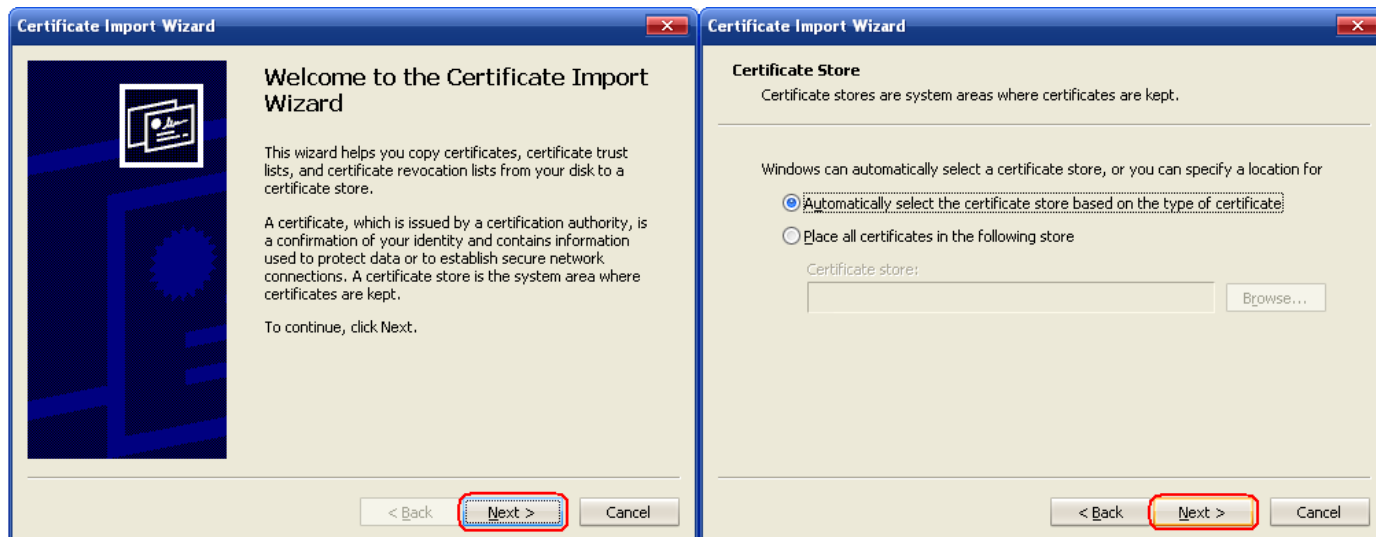 Certificate Import Wizard
Welcome to the Certificate Import
Wizard
This wizard helps you copy certificates, certificate trust
lists, and certificate revocation lists from your disk to a
certificate store.
A certificate, which is issued by a certification authority, is
a confirmation of your identity and contains information
used to protect data or to establish secure network
connections. A certificate store is the system area where
certificates are kept.
To continue, click Next.
< Back
Next >
Cancel
Certificate Import Wizard
Certificate Store
Certificate stores are system areas where certificates are kept.
Windows can automatically select a certificate store, or you can specify a location for
Automatically select the certificate store based on the type of certificate
Place all certificates in the following store
Certificate store:
Browse...
< Back
Next >
Cancel